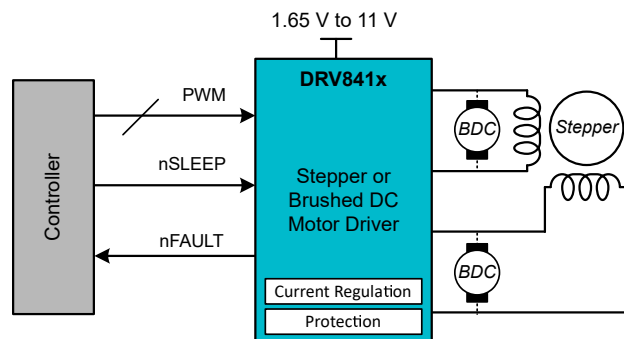 1.65 V to 11 V
DRV841x
Controller
PWM
nSLEEP
nFAULT
Stepper or
Brushed DC
Motor Driver
Current Regulation
Protection
BDC
Stepper
BDC